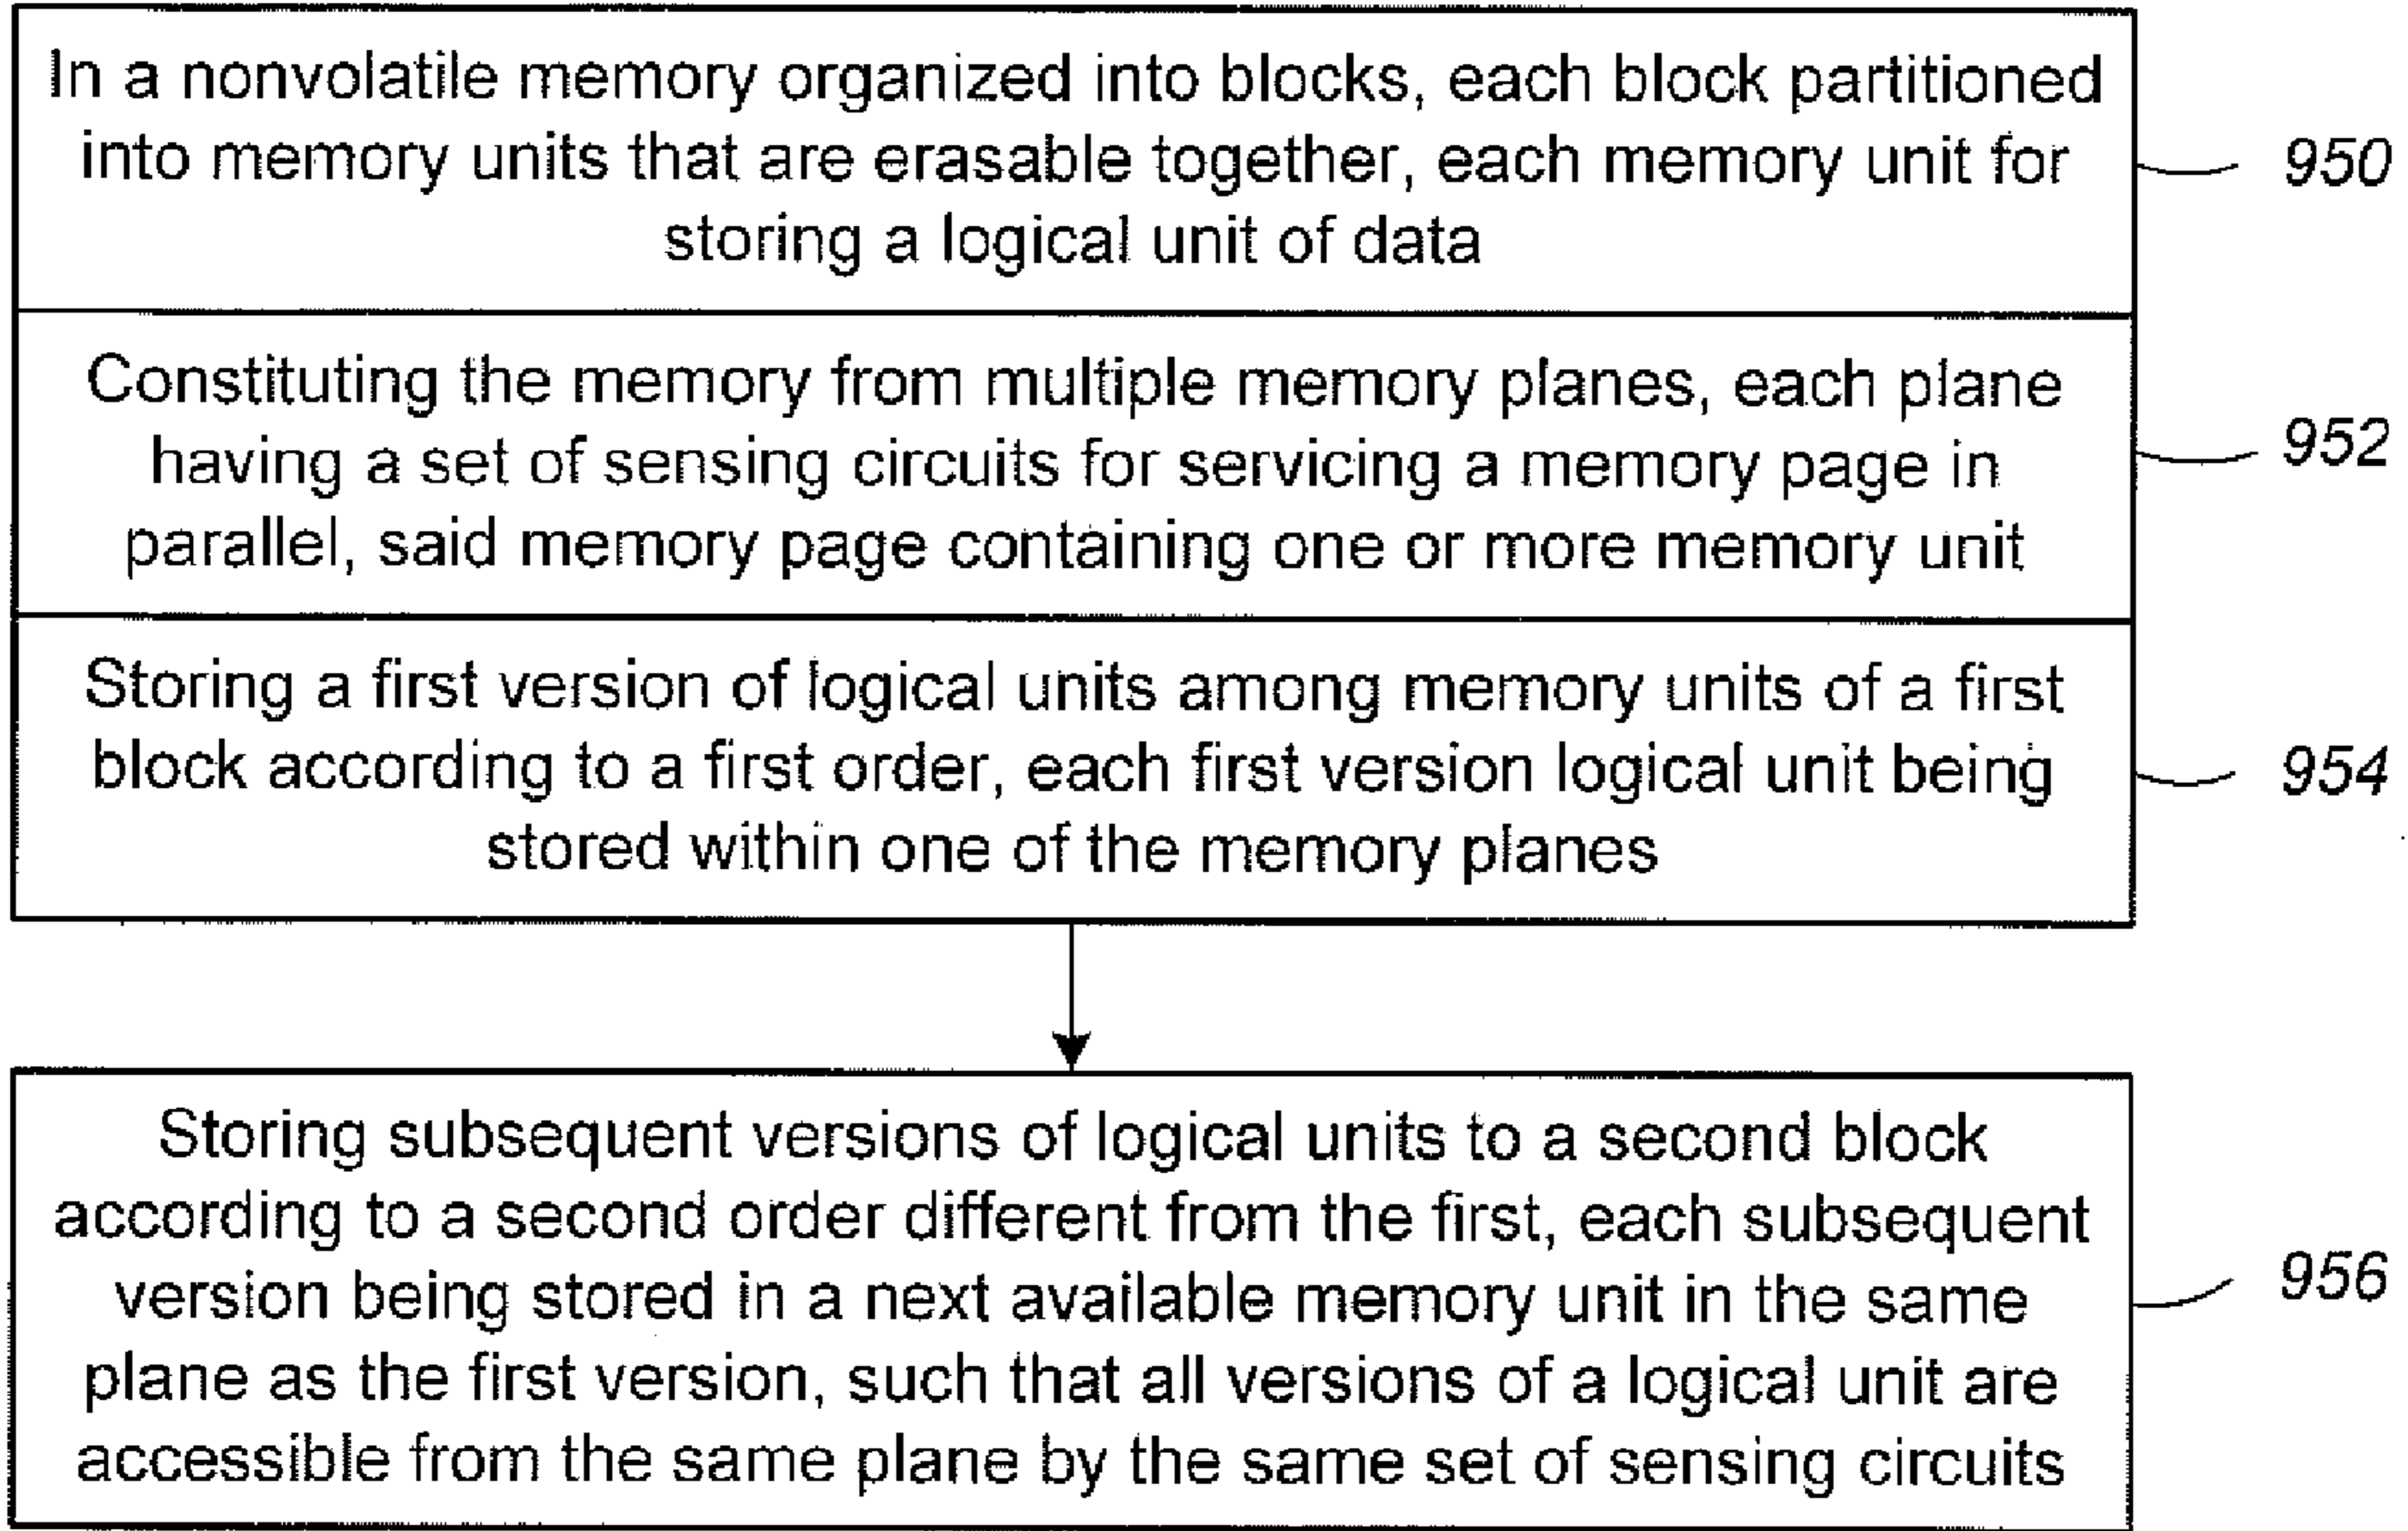 In a nonvolatile memory organized into blocks, each block partitioned
into memory units that are erasable together, each memory unit for
storing a logical unit of data
950
Constituting the memory from multiple memory planes, each plane
having a set of sensing circuits for servicing a memory page in
parallel, said memory page containing one or more memory unit
952
Storing a first version of logical units among memory units of a first
block according to a first order, each first version logical unit being
stored within one of the memory planes
954
Storing subsequent versions of logical units to a second block
according to a second order different from the first, each subsequent
version being stored in a next available memory unit in the same
plane as the first version, such that all versions of a logical unit are
accessible from the same plane by the same set of sensing circuits
956